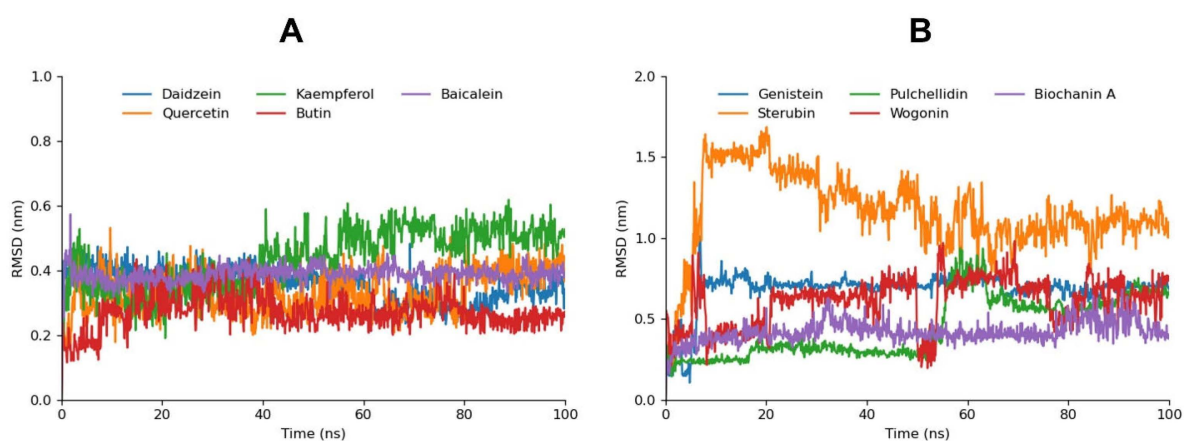 A
Daidzein Kaempferol Baicalein
Quercetin Butin
RMSD (nm)
1.0
0.8
0.6
0.4
0.2
0.0
0 20 40 60 80 100
Time (ns)
B
Genistein Pulchellidin Biochanin A
Sterubin Wogonin
RMSD (nm)
2.0
1.5
1.0
0.5
0.0
0 20 40 60 80 100
Time (ns)